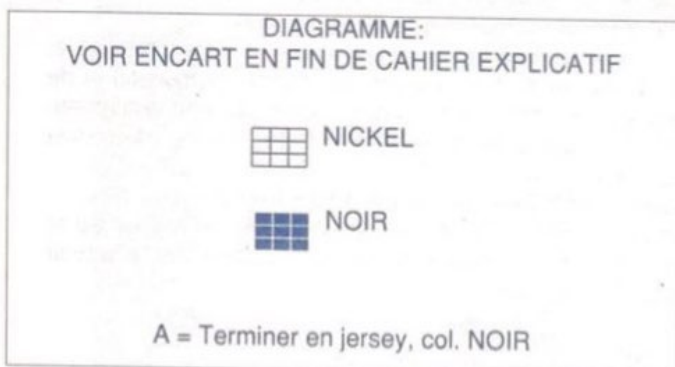 DIAGRAMME:
VOIR ENCART EN FIN DE CAHIER EXPLICATIF
NICKEL
NOIR
A = Terminer en jersey, col. NOIR